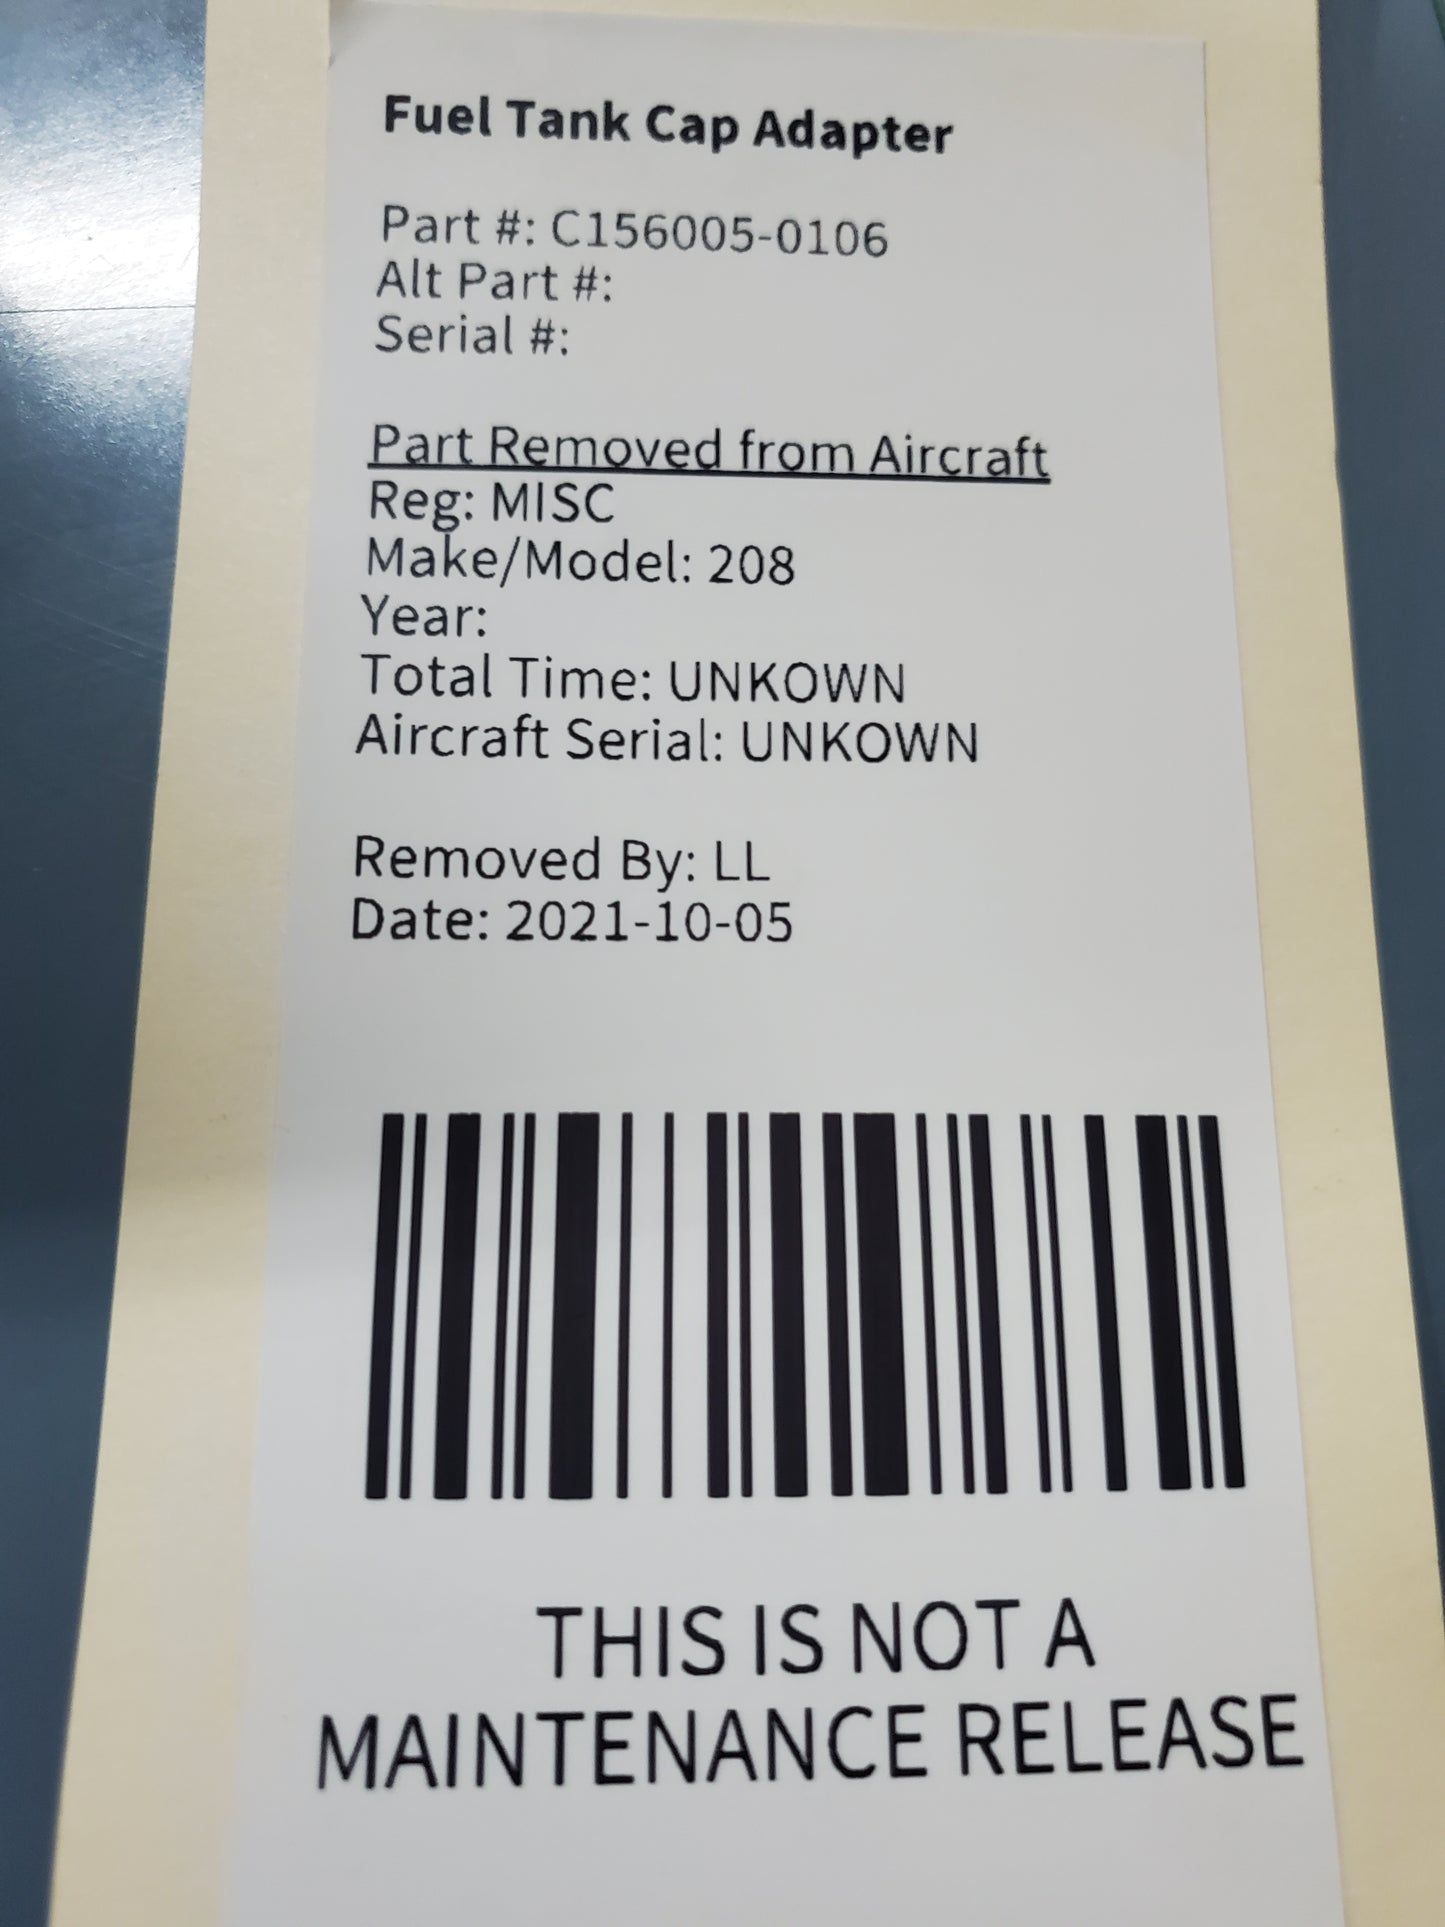 Fuel Tank Cap Adapter
Part #: C156005-0106
Alt Part #:
Serial #:
Part Removed from Aircraft
Reg: MISC
Make/Model: 208
Year:
Total Time: UNKOWN
Aircraft Serial: UNKOWN
Removed By: LL
Date: 2021-10-05
THIS IS NOT A
MAINTENANCE RELEASE